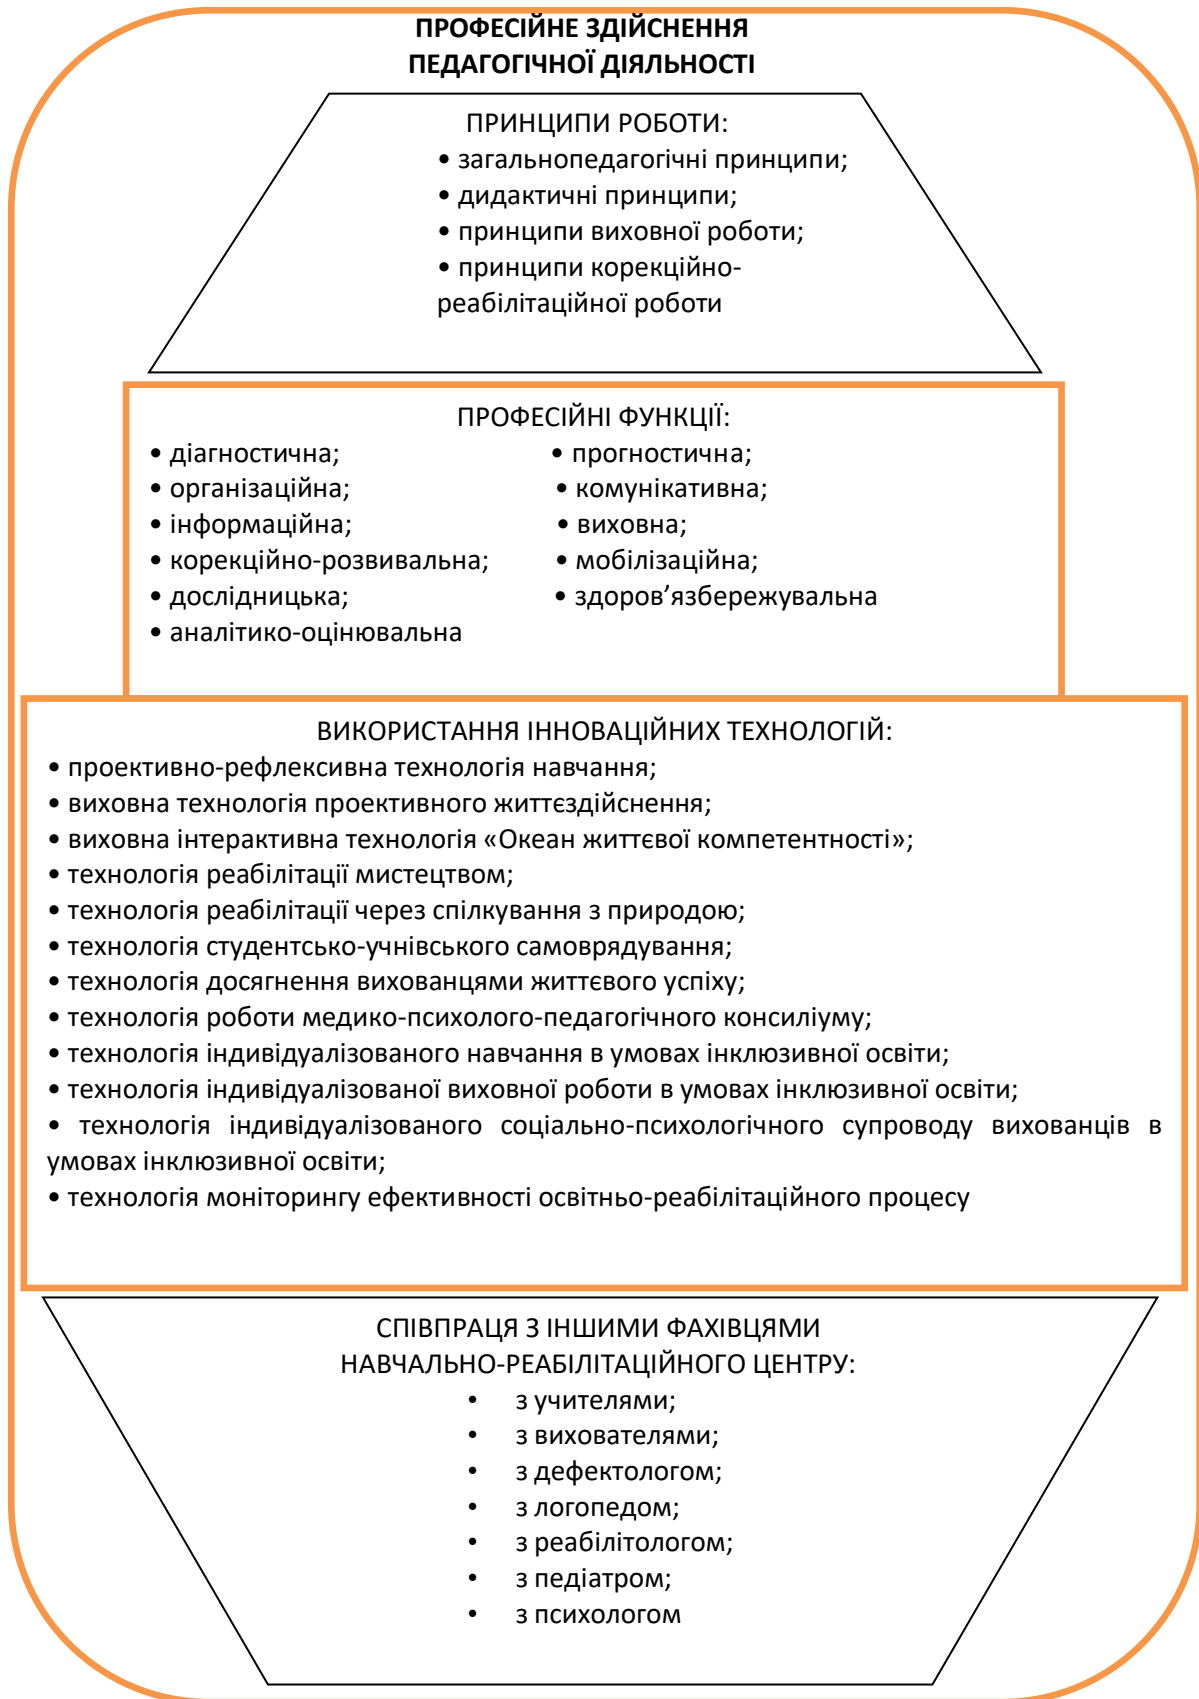 ПРОФЕСІЙНЕ ЗДІЙСНЕННЯ
ПЕДАГОГІЧНОЇ ДІЯЛЬНОСТІ
ПРИНЦИПИ РОБОТИ:
• загальнопедагогічні принципи;
• дидактичні принципи;
• принципи виховної роботи;
• принципи корекційно-
реабілітаційної роботи
ПРОФЕСІЙНІ ФУНКЦІЇ:
• діагностична; • прогностична;
• організаційна; • комунікативна;
• інформаційна; • виховна;
• корекційно-розвивальна; • мобілізаційна;
• дослідницька; • здоров’язбережувальна
• аналітико-оцінювальна
ВИКОРИСТАННЯ ІННОВАЦІЙНИХ ТЕХНОЛОГІЙ:
• проективно-рефлексивна технологія навчання;
• виховна технологія проективного життєздійснення;
• виховна інтерактивна технологія «Океан життєвої компетентності»;
• технологія реабілітації мистецтвом;
• технологія реабілітації через спілкування з природою;
• технологія студентсько-учнівського самоврядування;
• технологія досягнення вихованцями життєвого успіху;
• технологія роботи медико-психолого-педагогічного консиліуму;
• технологія індивідуалізованого навчання в умовах інклюзивної освіти;
• технологія індивідуалізованої виховної роботи в умовах інклюзивної освіти;
• технологія індивідуалізованого соціально-психологічного супроводу вихованців в
умовах інклюзивної освіти;
• технологія моніторингу ефективності освітньо-реабілітаційного процесу
СПІВПРАЦЯ З ІНШИМИ ФАХІВЦЯМИ
НАВЧАЛЬНО-РЕАБІЛІТАЦІЙНОГО ЦЕНТРУ:
• з учителями;
• з вихователями;
• з дефектологом;
• з логопедом;
• з реабілітологом;
• з педіатром;
• з психологом